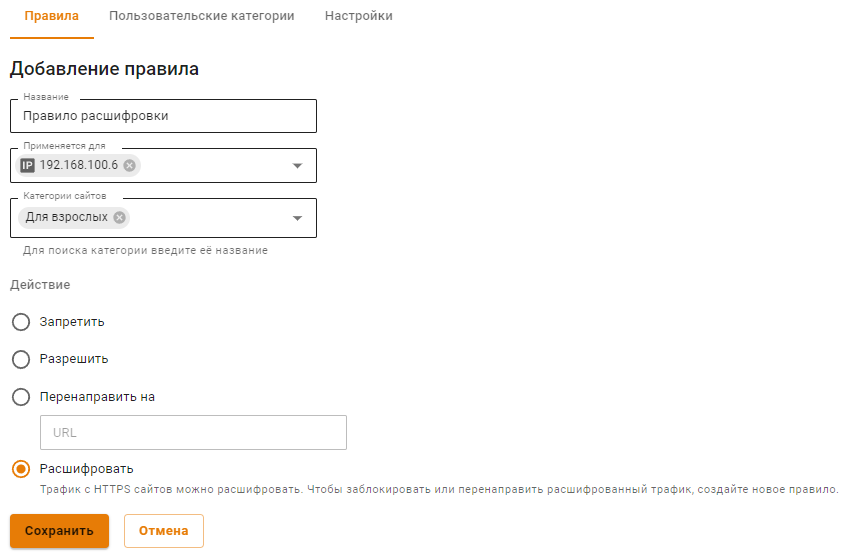 Правила Пользовательские категории Настройки
Добавление правила
Название
Правило расшифровки
Применяется для
IP 192.168.100.6
Категории сайтов
Для взрослых
Для поиска категории введите её название
Действие
Запретить
Разрешить
Перенаправить на
URL
Расшифровать
Трафик с HTTPS сайтов можно расшифровать. Чтобы заблокировать или перенаправить расшифрованный трафик, создайте новое правило.
Сохранить Отмена